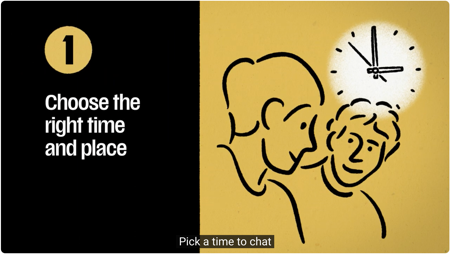 1
Choose the
right time
and place
Pick a time to chat